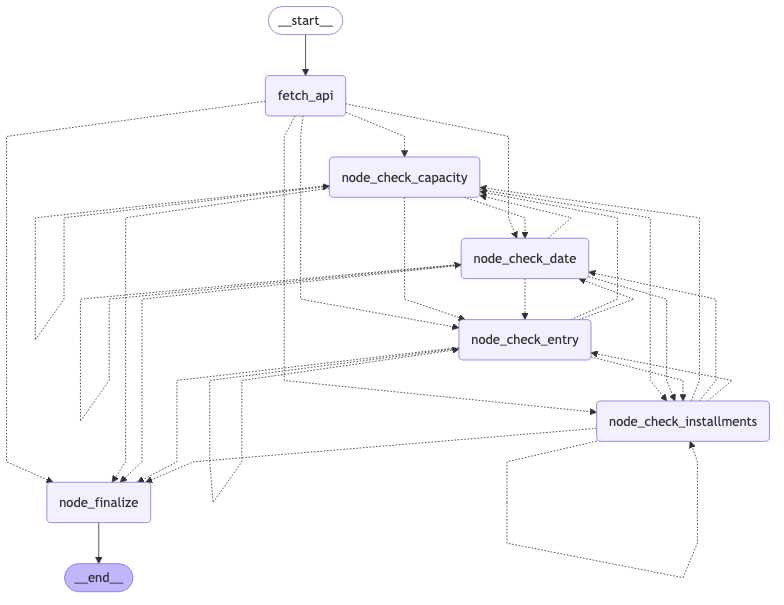 __start__
fetch_api
node_check_capacity
node_check_date
node_check_entry
node_check_installments
node_finalize
__end__